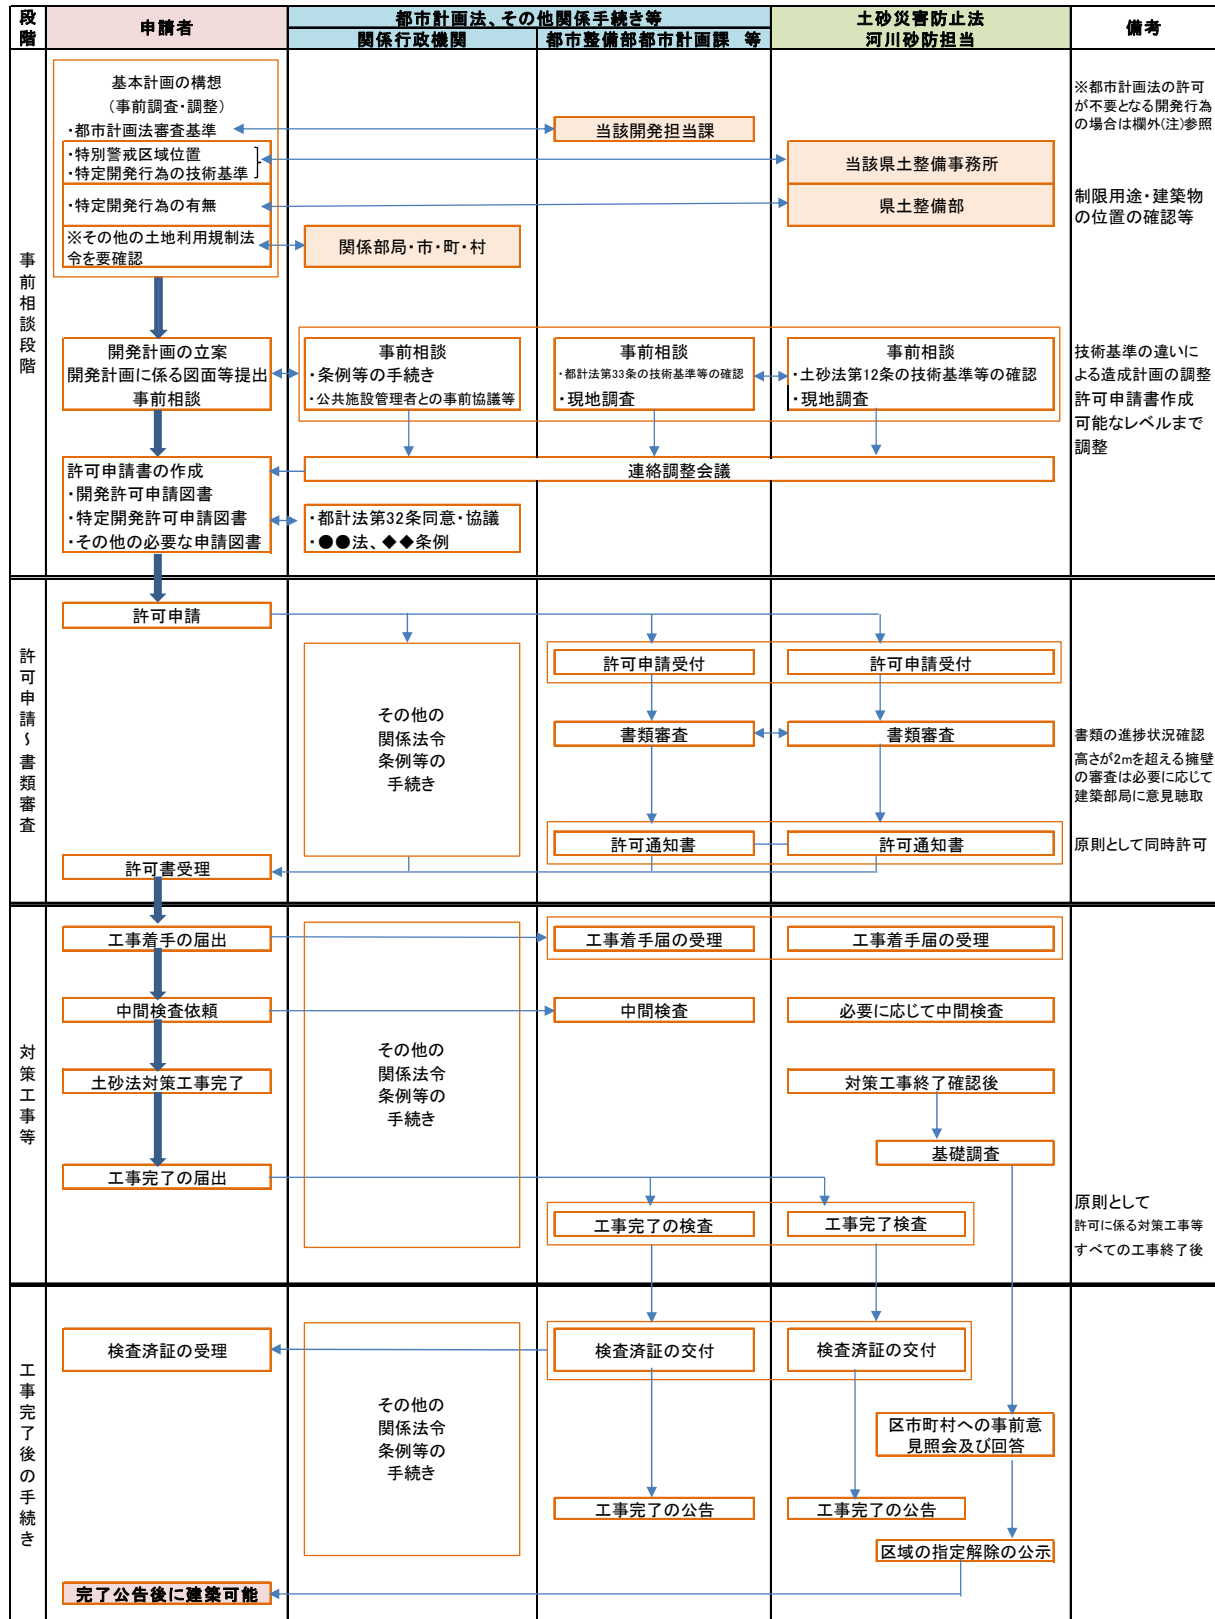 段
階
申請者
都市計画法、その他関係手続き等
関係行政機関
都市整備部都市計画課　等
土砂災害防止法
河川砂防担当
備考
事前相談段階
基本計画の構想
（事前調査・調整）
・都市計画法審査基準
・特別警戒区域位置
・特定開発行為の技術基準
・特定開発行為の有無
※その他の土地利用規制法
令を要確認
当該開発担当課
当該県土整備事務所
県土整備部
関係部局・市・町・村
※都市計画法の許可
が不要となる開発行為
の場合は欄外(注)参照
制限用途・建築物
の位置の確認等
開発計画の立案
開発計画に係る図面等提出
事前相談
事前相談
・条例等の手続き
・公共施設管理者との事前協議等
事前相談
・都計法第33条の技術基準等の確認
・現地調査
事前相談
・土砂法第12条の技術基準等の確認
・現地調査
技術基準の違いに
よる造成計画の調整
許可申請書作成
可能なレベルまで
調整
連絡調整会議
許可申請書の作成
・開発許可申請図書
・特定開発許可申請図書
・その他の必要な申請図書
・都計法第32条同意・協議
・●●法、◆◆条例
許可申請～書類審査
許可申請
その他の
関係法令
条例等の
手続き
許可申請受付
許可申請受付
書類審査
書類審査
書類の進捗状況確認
高さが2mを超える擁壁
の審査は必要に応じて
建築部局に意見聴取
許可通知書
許可通知書
原則として同時許可
許可書受理
対策工事等
工事着手の届出
工事着手届の受理
工事着手届の受理
中間検査依頼
中間検査
必要に応じて中間検査
その他の
関係法令
条例等の
手続き
土砂法対策工事完了
対策工事終了確認後
基礎調査
工事完了の届出
工事完了の検査
工事完了検査
原則として
許可に係る対策工事等
すべての工事終了後
工事完了後の手続き
検査済証の受理
検査済証の交付
検査済証の交付
その他の
関係法令
条例等の
手続き
区市町村への事前意
見照会及び回答
工事完了の公告
工事完了の公告
区域の指定解除の公示
完了公告後に建築可能